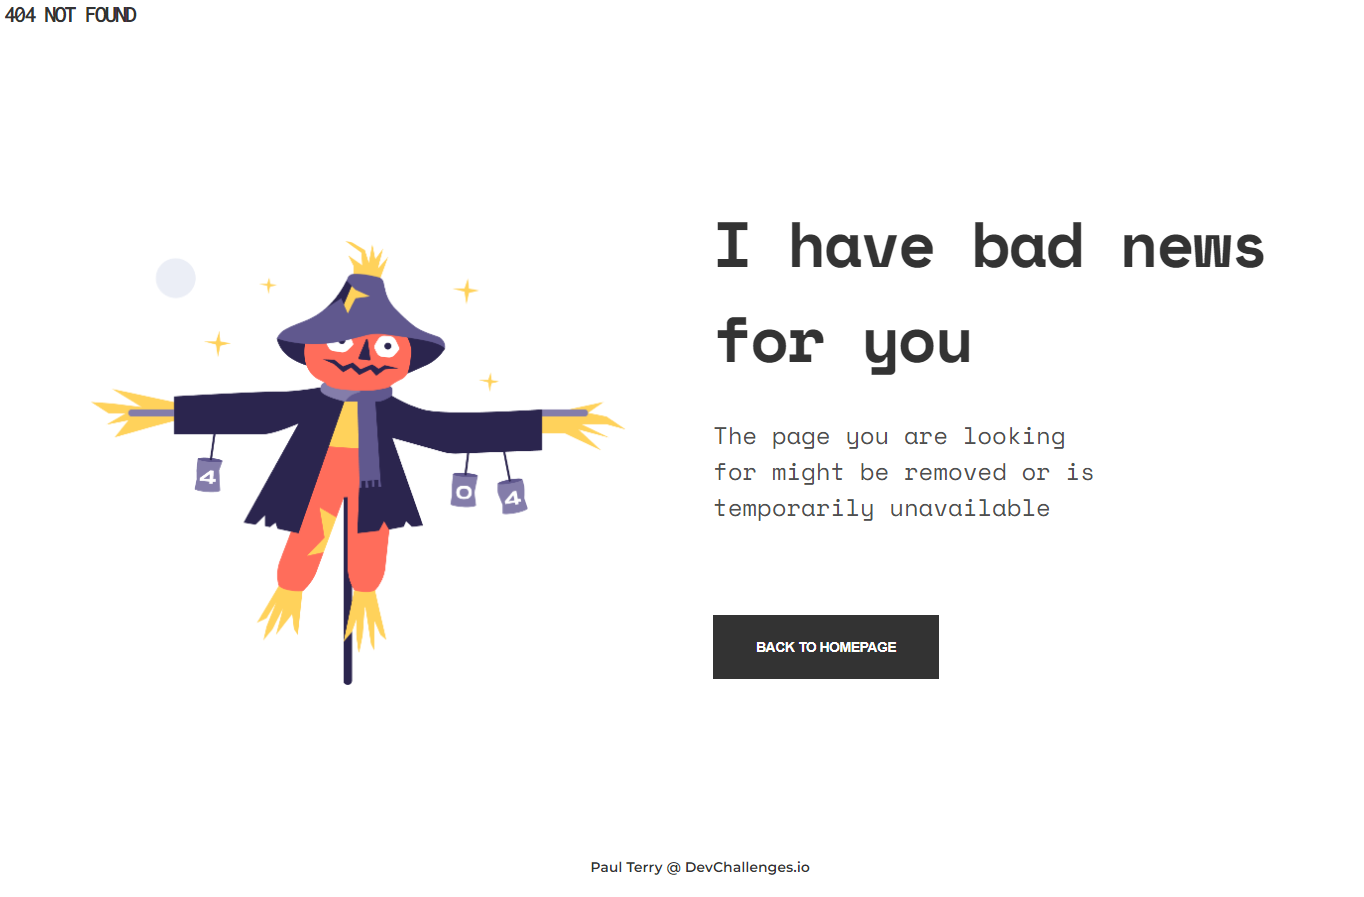 404 NOT FOUND
I have bad news
for you
The page you are looking
for might be removed or is
temporarily unavailable
4
0
4
BACK TO HOMEPAGE
Paul Terry @ DevChallenges.io